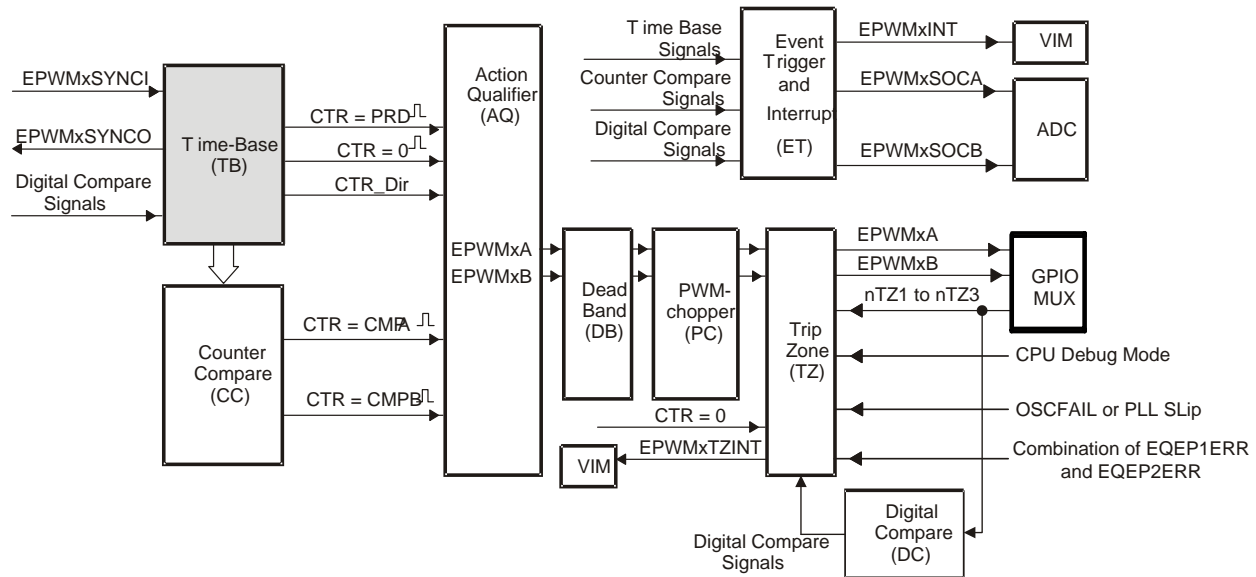 EPWMxSYNCI
EPWMxSYNCO
Digital Compare
Signals
Time-Base
(TB)
CTR = PRD
CTR = 0
CTR_Dir
Counter
Compare
(CC)
CTR = CMPA
CTR = CMPB
Action
Qualifier
(AQ)
EPWMxA
EPWMxB
Time Base
Signals
Counter Compare
Signals
Digital Compare
Signals
Event
Trigger
and
Interrupt
(ET)
EPWMxINT
EPWMxSOCA
EPWMxSOCB
VIM
ADC
Dead
Band
(DB)
PWM-
chopper
(PC)
Trip
Zone
(TZ)
EPWMxA
EPWMxB
nTZ1 to nTZ3
GPIO
MUX
CPU Debug Mode
OSCFAIL or PLL SLip
Combination of EQEP1ERR
and EQEP2ERR
CTR = 0
EPWMxTZINT
VIM
Digital Compare
Signals
Digital
Compare
(DC)